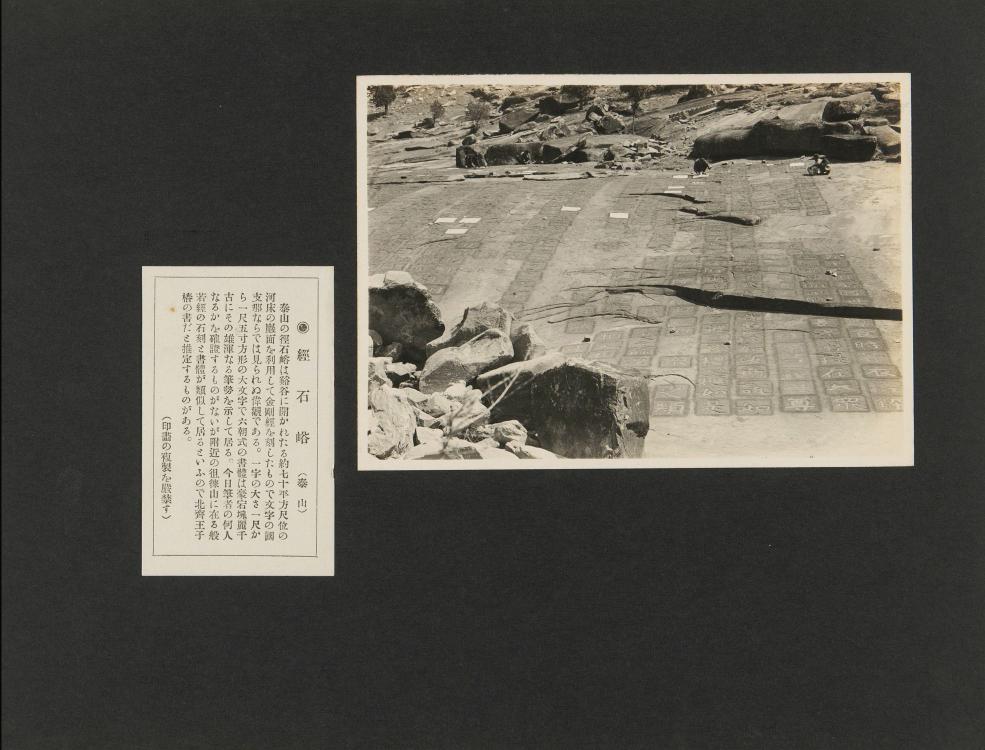 ◉ 經石峪（泰山）
泰山の徑石峪は谿谷に開かれたる約七十平方尺位の
河床の巖面を利用して金剛經を刻したもので文字の國
支那ならでは見られぬ偉觀である。一字の大さ一尺か
ら一尺五寸方形の大文字で六朝式の書體は豪宕瑰麗千
古にその雄渾なる筆勢を示して居る。今日筆者の何人
なるかを確證するものがないが附近の徂徠山に在る般
若經の石刻と書體が類似して居るといふので北齊王子
椿の書だと推定するものがある。
（印畫の複製を嚴禁す）